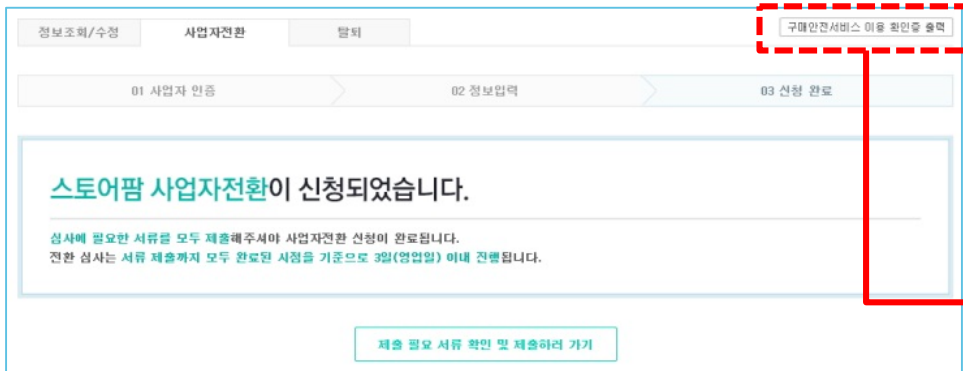 정보조회/수정
사업자전환
탈퇴
구매안전서비스 이용 확인증 출력
01 사업자 인증
02 정보입력
03 신청 완료
스토어팜 사업자전환이 신청되었습니다.
심사에 필요한 서류를 모두 제출해주셔야 사업자전환 신청이 완료됩니다.
전환 심사는 서류 제출까지 모두 완료된 시점을 기준으로 3일(영업일) 이내 진행됩니다.
제출 필요 서류 확인 및 제출하러 가기